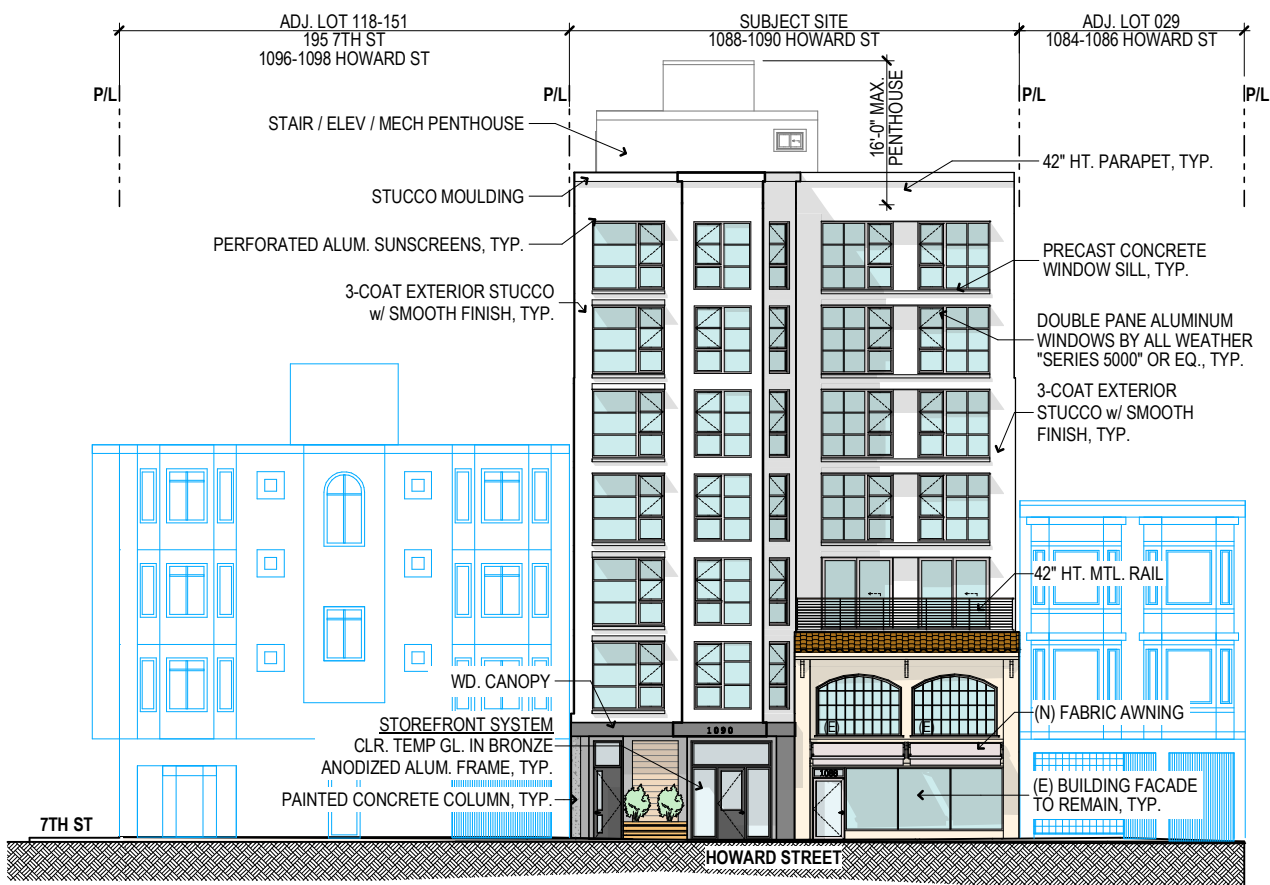 ADJ. LOT 118-151
195 7TH ST
1096-1098 HOWARD ST
SUBJECT SITE
1088-1090 HOWARD ST
ADJ. LOT 029
1084-1086 HOWARD ST
P/L
P/L
P/L
P/L
16'-0" MAX.
PENTHOUSE
STAIR / ELEV / MECH PENTHOUSE
STUCCO MOULDING
PERFORATED ALUM. SUNSCREENS, TYP.
3-COAT EXTERIOR STUCCO
w/ SMOOTH FINISH, TYP.
42" HT. PARAPET, TYP.
PRECAST CONCRETE
WINDOW SILL, TYP.
DOUBLE PANE ALUMINUM
WINDOWS BY ALL WEATHER
"SERIES 5000" OR EQ., TYP.
3-COAT EXTERIOR
STUCCO w/ SMOOTH
FINISH, TYP.
42" HT. MTL. RAIL
WD. CANOPY
STOREFRONT SYSTEM
CLR. TEMP GL. IN BRONZE
ANODIZED ALUM. FRAME, TYP.
PAINTED CONCRETE COLUMN, TYP.
1090
(E)
(E)
1088
(N) FABRIC AWNING
(E) BUILDING FACADE
TO REMAIN, TYP.
7TH ST
HOWARD STREET